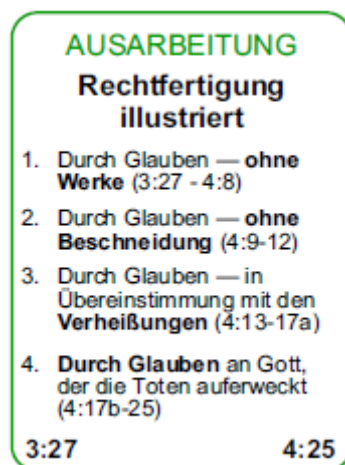 AUSARBEITUNG
Rechtfertigung
illustriert
1. Durch Glauben — ohne
Werke (3:27 - 4:8)
2. Durch Glauben — ohne
Beschneidung (4:9-12)
3. Durch Glauben — in
Übereinstimmung mit den
Verheißungen (4:13-17a)
4. Durch Glauben an Gott,
der die Toten auferweckt
(4:17b-25)
3:27 4:25